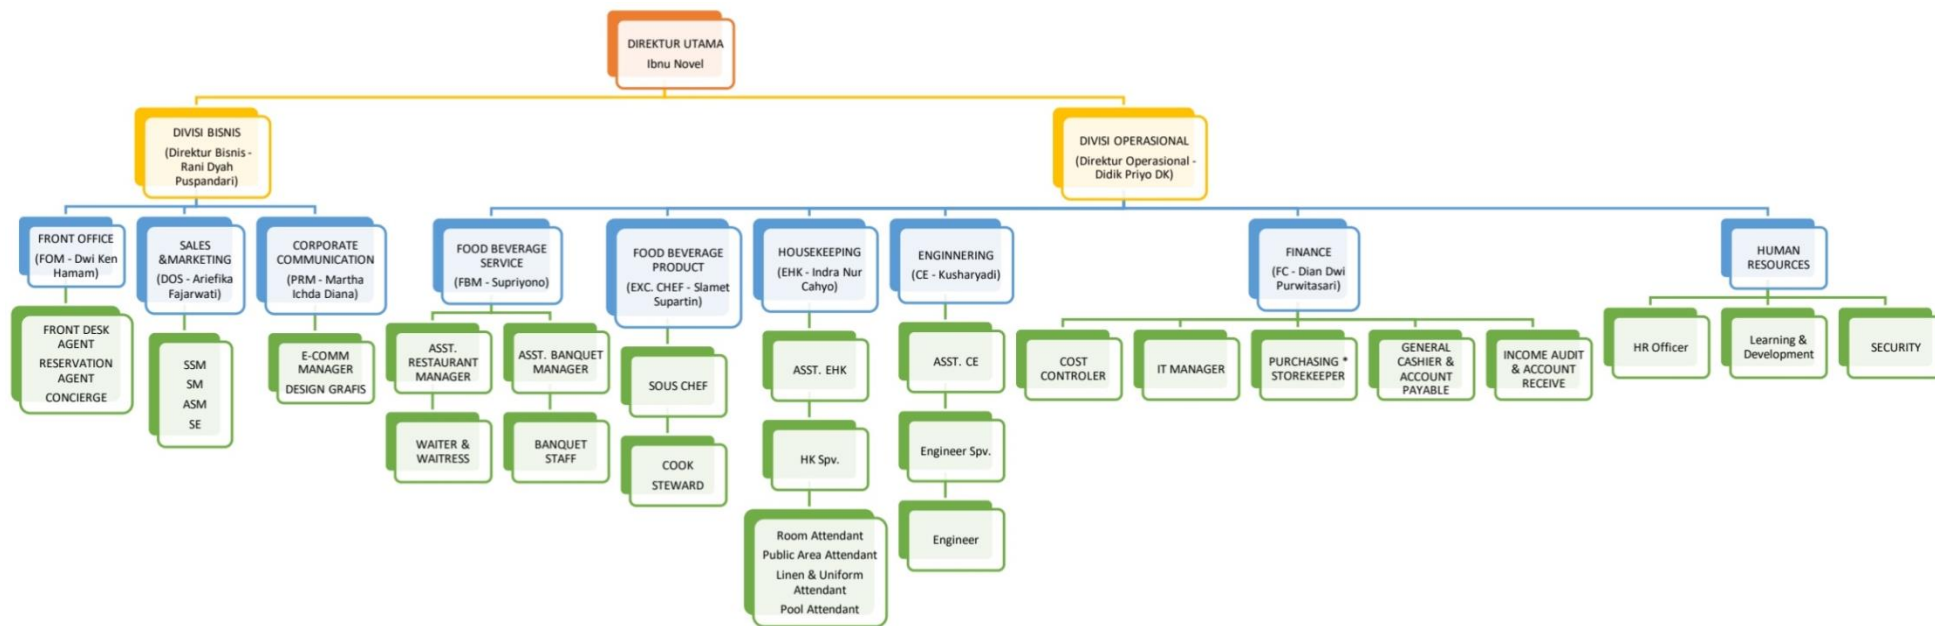 DIREKTUR UTAMA
Ibnu Novel
DIVISI BISNIS
(Direktur Bisnis -
Rani Dyah
Puspandari)
DIVISI OPERASIONAL
(Direktur Operasional -
Didik Priyo DK)
FRONT OFFICE
(FOM - Dwi Ken
Hamam)
SALES
&MARKETING
(DOS - Ariefika
Fajarwati)
CORPORATE
COMMUNICATION
(PRM - Martha
Ichda Diana)
FOOD BEVERAGE
SERVICE
(FBM - Supriyono)
FOOD BEVERAGE
PRODUCT
(EXC. CHEF - Slamet
Supartin)
HOUSEKEEPING
(EHK - Indra Nur
Cahyo)
ENGINNERING
(CE - Kusharyadi)
FINANCE
(FC - Dian Dwi
Purwitasari)
HUMAN
RESOURCES
FRONT DESK
AGENT
RESERVATION
AGENT
CONCIERGE
SSM
SM
ASM
SE
E-COMM
MANAGER
DESIGN GRAFIS
ASST.
RESTAURANT
MANAGER
ASST. BANQUET
MANAGER
SOUS CHEF
ASST. EHK
ASST. CE
COST
CONTROLER
IT MANAGER
PURCHASING *
STOREKEEPER
GENERAL
CASHIER &
ACCOUNT
PAYABLE
INCOME AUDIT
& ACCOUNT
RECEIVE
HR Officer
Learning &
Development
SECURITY
WAITER &
WAITRESS
BANQUET
STAFF
COOK
STEWARD
HK Spv.
Engineer Spv.
Room Attendant
Public Area Attendant
Linen & Uniform
Attendant
Pool Attendant
Engineer